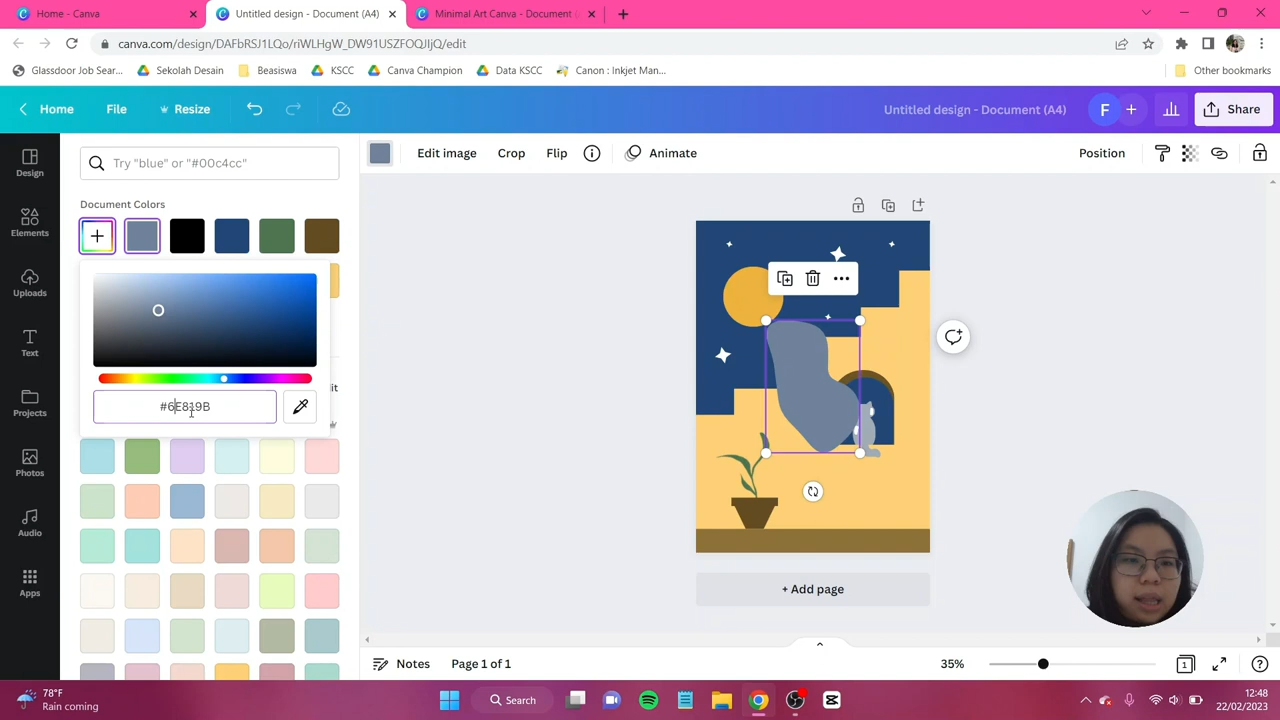 Home - Canva
Untitled design - Document (A4)
Minimal Art Canva - Document (
canva.com/design/DAFbRSJ1LQo/riWLHgW_DW91USZFOQJIjQ/edit
Glassdoor Job Sear...
Sekolah Desain
Beasiswa
KSCC
Canva Champion
Data KSCC
Canon : Inkjet Man...
Other bookmarks
Home
File
Resize
Untitled design - Document (A4)
F
Share
Design
Elements
Uploads
Text
Projects
Photos
Audio
Apps
Try "blue" or "#00c4cc"
Document Colors
#6E819B
it
Edit image
Crop
Flip
Animate
Position
+ Add page
Notes
Page 1 of 1
35%
1
78°F
Rain coming
Search
12:48
22/02/2023